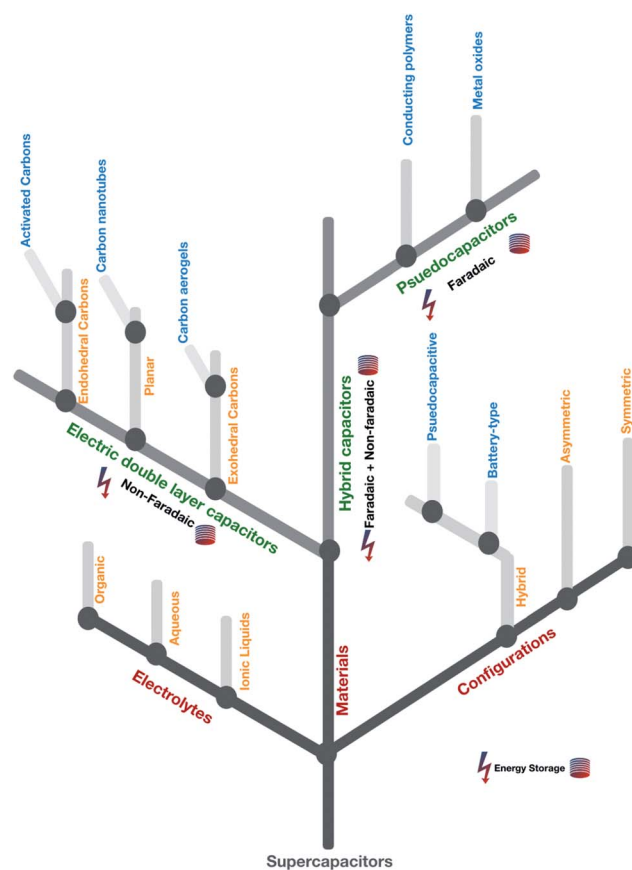 Metal oxides
Conducting polymers
Activated Carbons
Carbon nanotubes
Carbon aerogels
Psuedocapacitors
Faradaic
Endohedral Carbons
Planar
Exohedral Carbons
Electric double layer capacitors
Non-Faradaic
Hybrid capacitors
Faradaic + Non-faradaic
Psuedocapacitive
Battery-type
Asymmetric
Symmetric
Hybrid
Organic
Aqueous
Ionic Liquids
Electrolytes
Materials
Configurations
Energy Storage
Supercapacitors